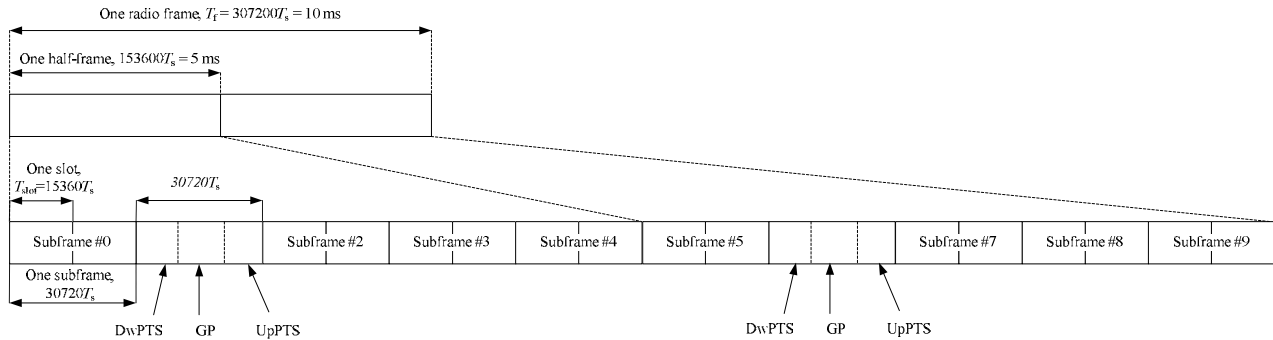 One radio frame, Tf = 307200Ts = 10 ms
One half-frame, 153600Ts = 5 ms
One slot,
Tslot=15360Ts
30720Ts
Subframe #0
Subframe #2
Subframe #3
Subframe #4
Subframe #5
Subframe #7
Subframe #8
Subframe #9
One subframe,
30720Ts
DwPTS
GP
UpPTS
DwPTS
GP
UpPTS